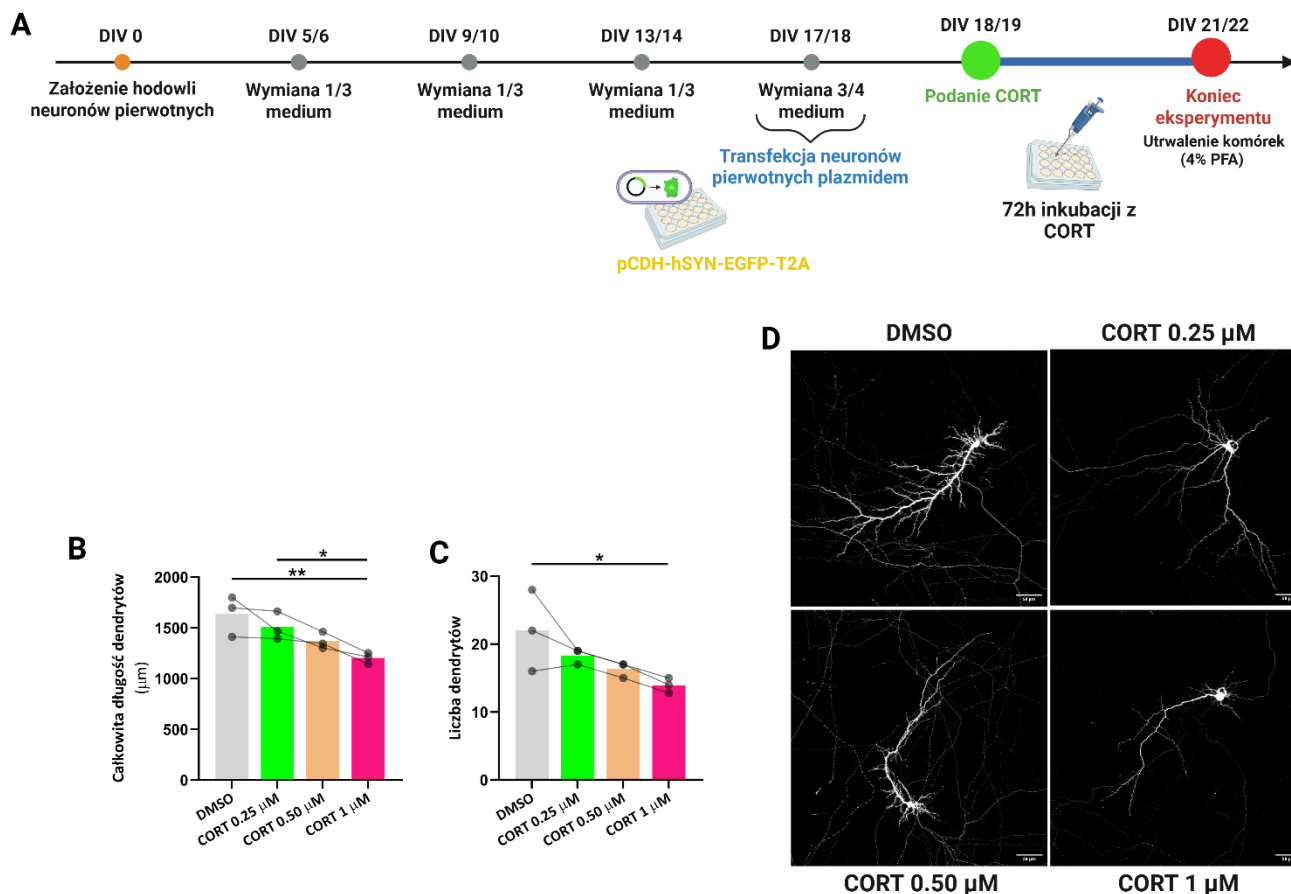 A
DIV 0
DIV 5/6
DIV 9/10
DIV 13/14
DIV 17/18
DIV 18/19
DIV 21/22
Założenie hodowli
neuronów pierwotnych
Wymiana 1/3
medium
Wymiana 1/3
medium
Wymiana 1/3
medium
Wymiana 3/4
medium
Podanie CORT
Koniec
eksperymentu
Utrwalenie komórek
(4% PFA)
Transfekcja neuronów
pierwotnych plazmidem
72h inkubacji z
CORT
pCDH-hSYN-EGFP-T2A
B
*
**
Całkowita długość dendrytów
(μm)
2000
1500
1000
500
0
DMSO
CORT 0.25 μM
CORT 0.50 μM
CORT 1 μM
C
*
Liczba dendrytów
30
20
10
0
DMSO
CORT 0.25 μM
CORT 0.50 μM
CORT 1 μM
D
DMSO
CORT 0.25 μM
50 μm
CORT 0.50 μM
CORT 1 μM